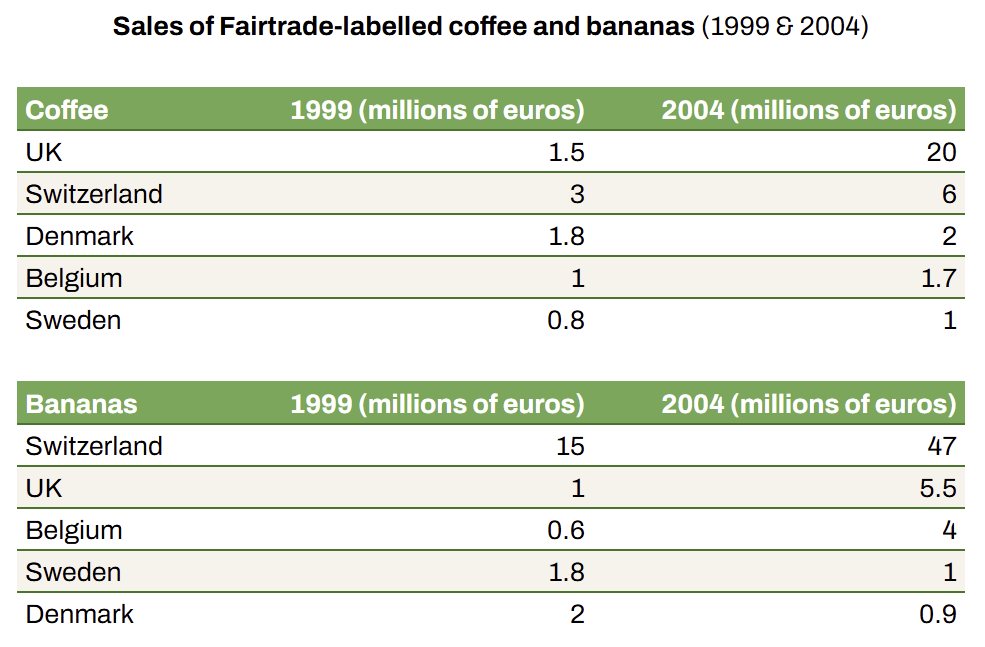 Sales of Fairtrade-labelled coffee and bananas (1999 & 2004)
Coffee 1999 (millions of euros) 2004 (millions of euros)
UK 1.5 20
Switzerland 3 6
Denmark 1.8 2
Belgium 1 1.7
Sweden 0.8 1
Bananas 1999 (millions of euros) 2004 (millions of euros)
Switzerland 15 47
UK 1 5.5
Belgium 0.6 4
Sweden 1.8 1
Denmark 2 0.9